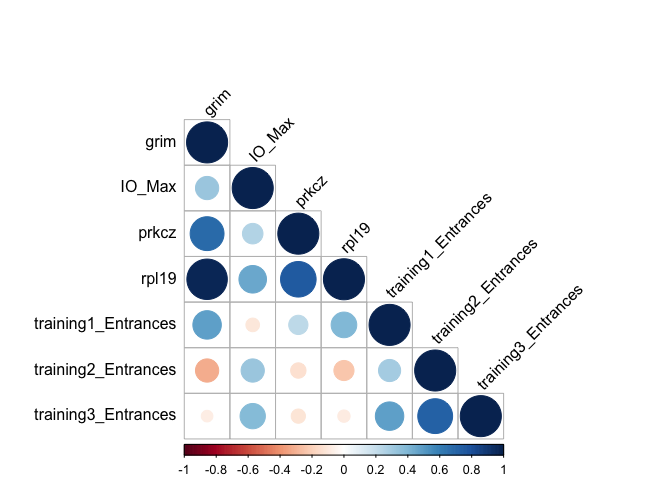 grim
IO_Max
prkcz
rpl19
training1_Entrances
training2_Entrances
training3_Entrances
grim
IO_Max
prkcz
rpl19
training1_Entrances
training2_Entrances
training3_Entrances
-1 -0.8 -0.6 -0.4 -0.2 0 0.2 0.4 0.6 0.8 1